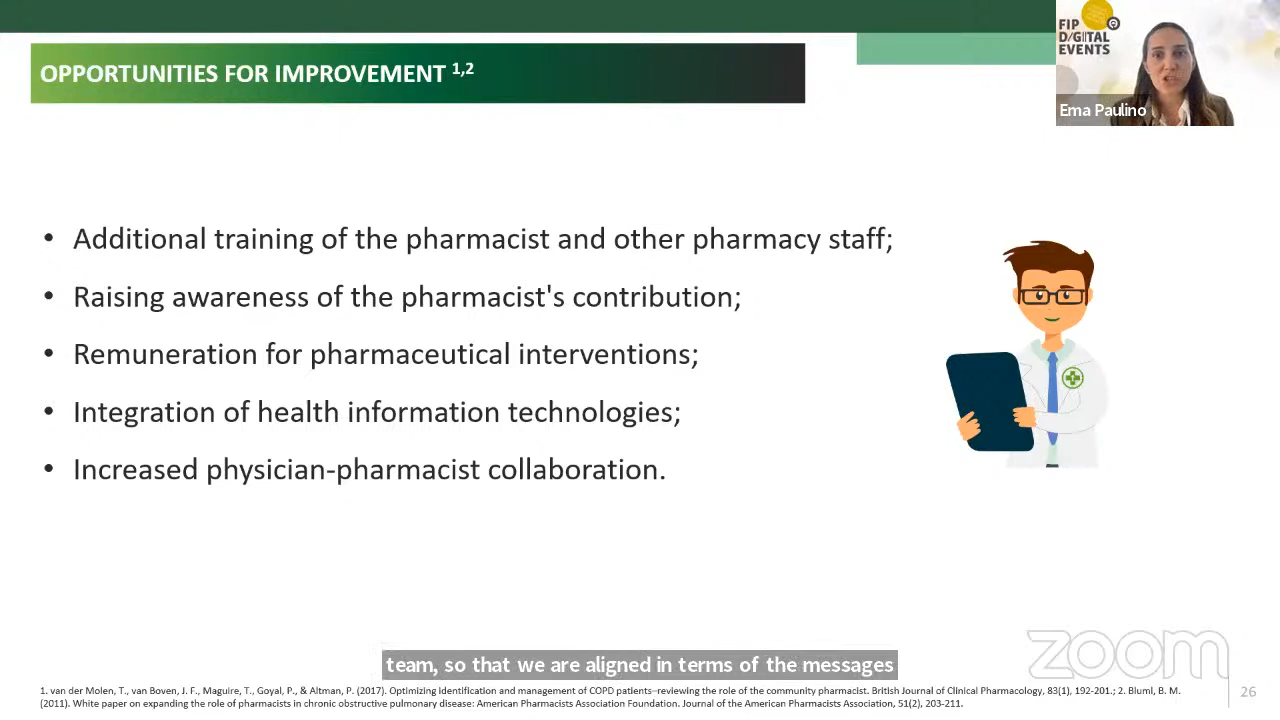 OPPORTUNITIES FOR IMPROVEMENT 1,2
FIP
D/GITAL
EVENTS
Ema Paulino
• Additional training of the pharmacist and other pharmacy staff;
• Raising awareness of the pharmacist's contribution;
• Remuneration for pharmaceutical interventions;
• Integration of health information technologies;
• Increased physician-pharmacist collaboration.
zoom
team, so that we are aligned in terms of the messages
1. van der Molen, T., van Boven, J. F., Maguire, T., Goyal, P., & Altman, P. (2017). Optimizing identification and management of COPD patients–reviewing the role of the community pharmacist. British Journal of Clinical Pharmacology, 83(1), 192-201.; 2. Bluml, B. M.
(2011). White paper on expanding the role of pharmacists in chronic obstructive pulmonary disease: American Pharmacists Association Foundation. Journal of the American Pharmacists Association, 51(2), 203-211.
26